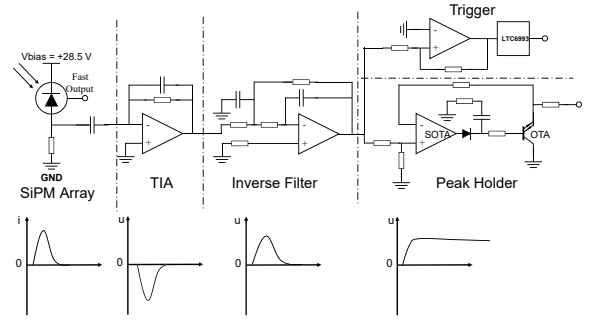 Trigger
LTC6993
Vbias = +28.5 V
Fast
Output
-
+
-
+
-
+
-
+
SOTA
OTA
GND
SiPM Array
TIA
Inverse Filter
Peak Holder
i
0
u
0
u
0
u
0